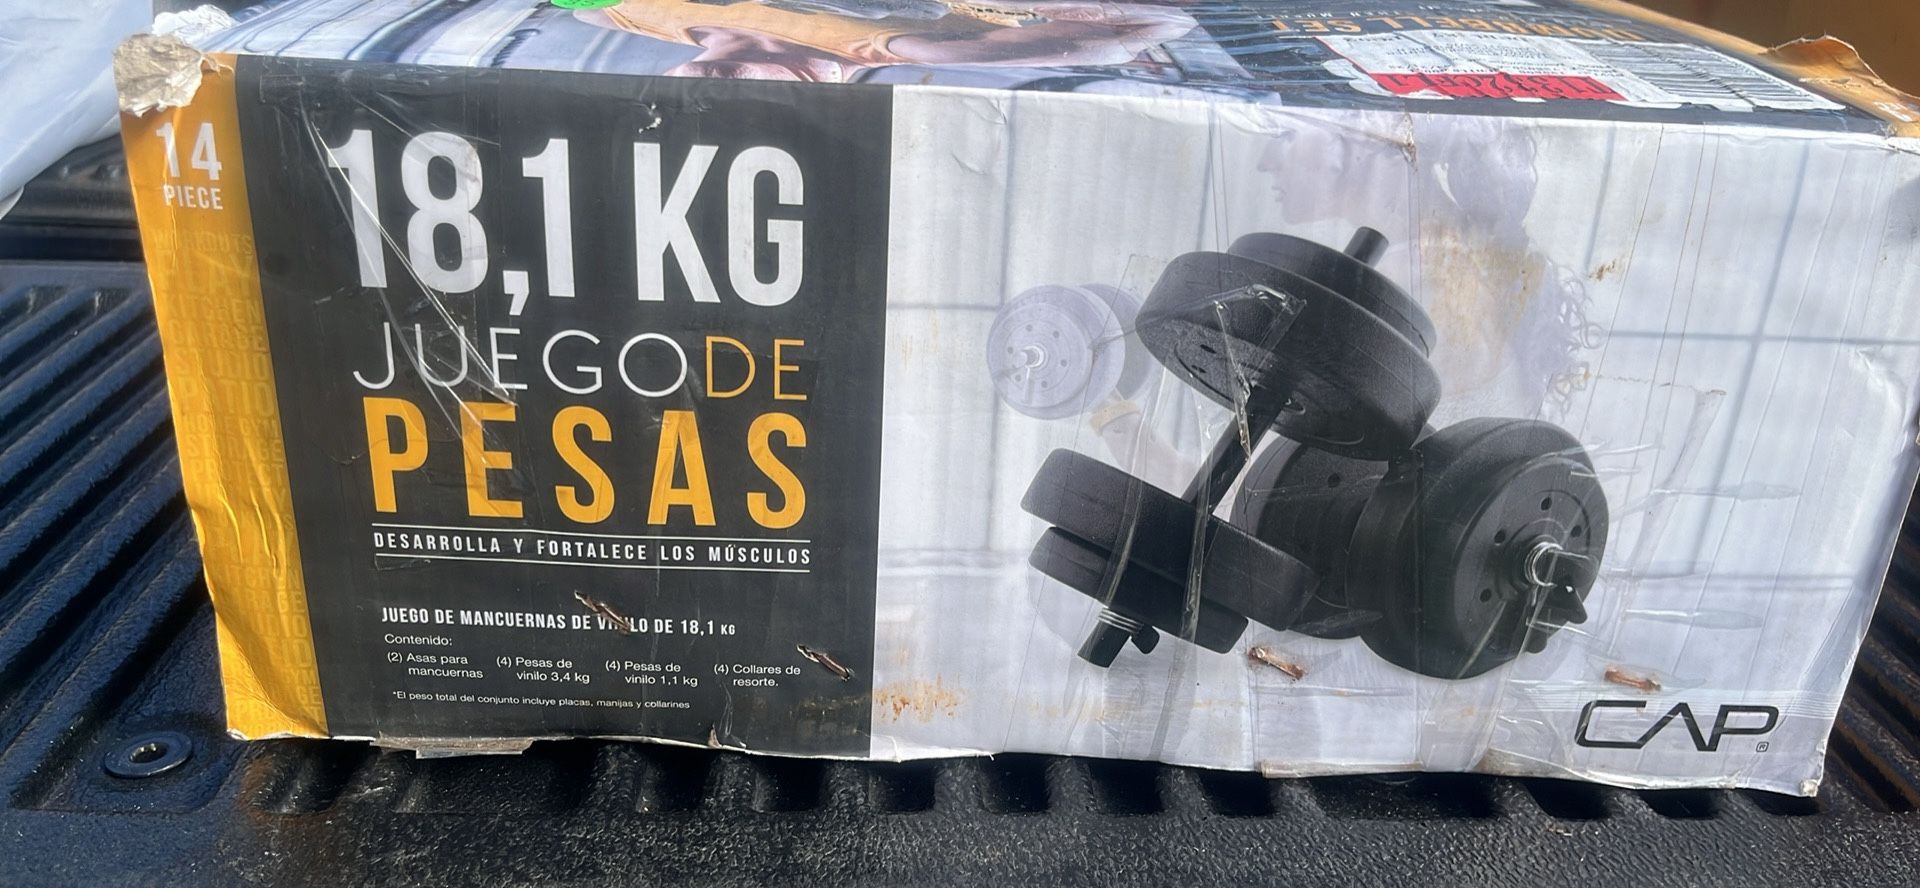 DUMBBELL SET
14
PIECE
18,1 KG
JUEGO DE
PESAS
DESARROLLA Y FORTALECE LOS MÚSCULOS
JUEGO DE MANCUERNAS DE VINILO DE 18,1 KG
Contenido:
(2) Asas para mancuernas
(4) Pesas de vinilo 3,4 kg
(4) Pesas de vinilo 1,1 kg
(4) Collares de resorte.
*El peso total del conjunto incluye placas, manijas y collarines
CAP